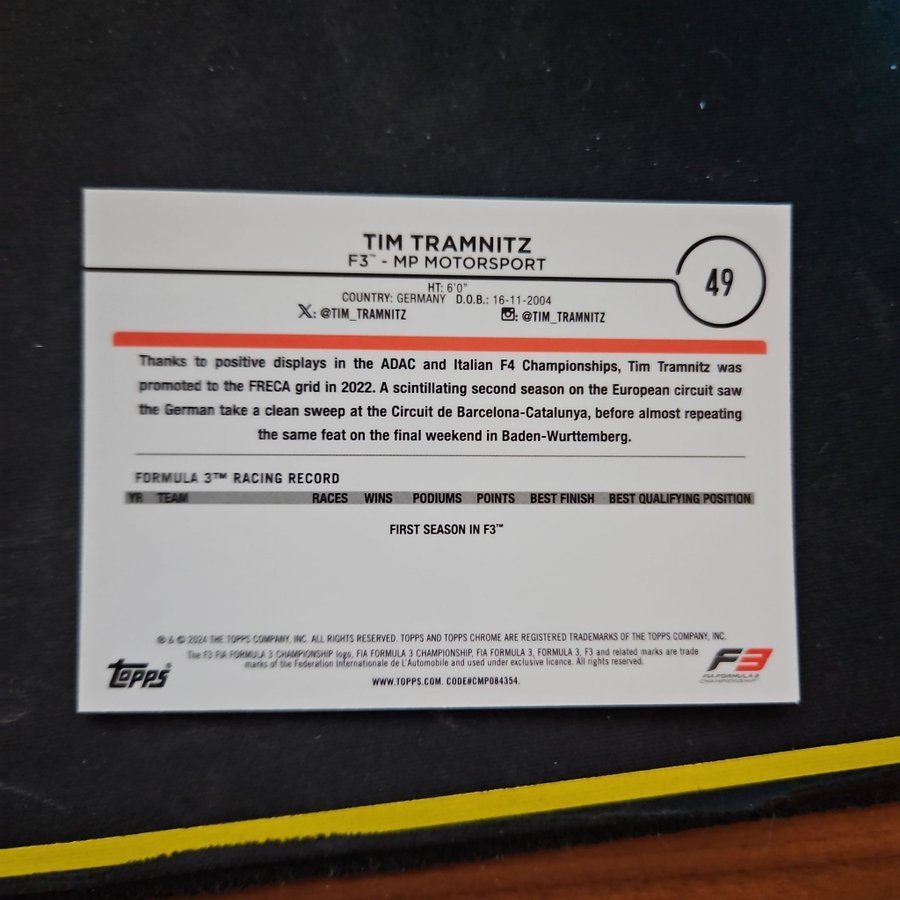 TIM TRAMNITZ
F3™ - MP MOTORSPORT
49
HT: 6'0"
COUNTRY: GERMANY D.O.B.: 16-11-2004
X: @TIM_TRAMNITZ
: @TIM_TRAMNITZ
Thanks to positive displays in the ADAC and Italian F4 Championships, Tim Tramnitz was
promoted to the FRECA grid in 2022. A scintillating second season on the European circuit saw
the German take a clean sweep at the Circuit de Barcelona-Catalunya, before almost repeating
the same feat on the final weekend in Baden-Wurttemberg.
FORMULA 3™ RACING RECORD
YR TEAM RACES WINS PODIUMS POINTS BEST FINISH BEST QUALIFYING POSITION
FIRST SEASON IN F3™
® & © 2024 THE TOPPS COMPANY, INC. ALL RIGHTS RESERVED. TOPPS AND TOPPS CHROME ARE REGISTERED TRADEMARKS OF THE TOPPS COMPANY, INC.
The F3 FIA FORMULA 3 CHAMPIONSHIP logo, FIA FORMULA 3 CHAMPIONSHIP, FIA FORMULA 3, FORMULA 3, F3 and related marks are trade
marks of the Federation Internationale de L'Automobile and used under exclusive licence. All rights reserved.
WWW.TOPPS.COM. CODE#CMP084354.
topps®
F3
FIA FORMULA 3
CHAMPIONSHIP